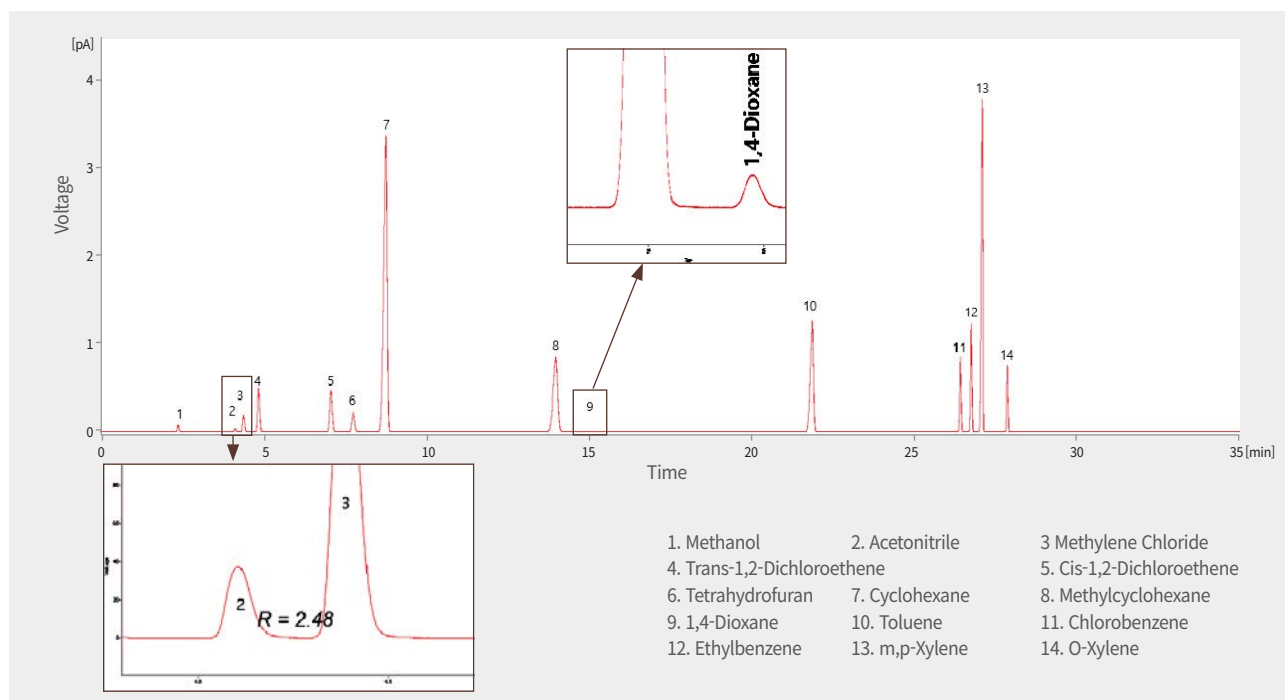 [pA]
4
3
2
1
0
Voltage
1
2
3
4
5
6
7
8
9
10
11
12
13
14
1,4-Dioxane
0
5
10
15
20
25
30
35 [min]
Time
2
3
R = 2.48
1. Methanol 2. Acetonitrile 3 Methylene Chloride
4. Trans-1,2-Dichloroethene 5. Cis-1,2-Dichloroethene
6. Tetrahydrofuran 7. Cyclohexane 8. Methylcyclohexane
9. 1,4-Dioxane 10. Toluene 11. Chlorobenzene
12. Ethylbenzene 13. m,p-Xylene 14. O-Xylene